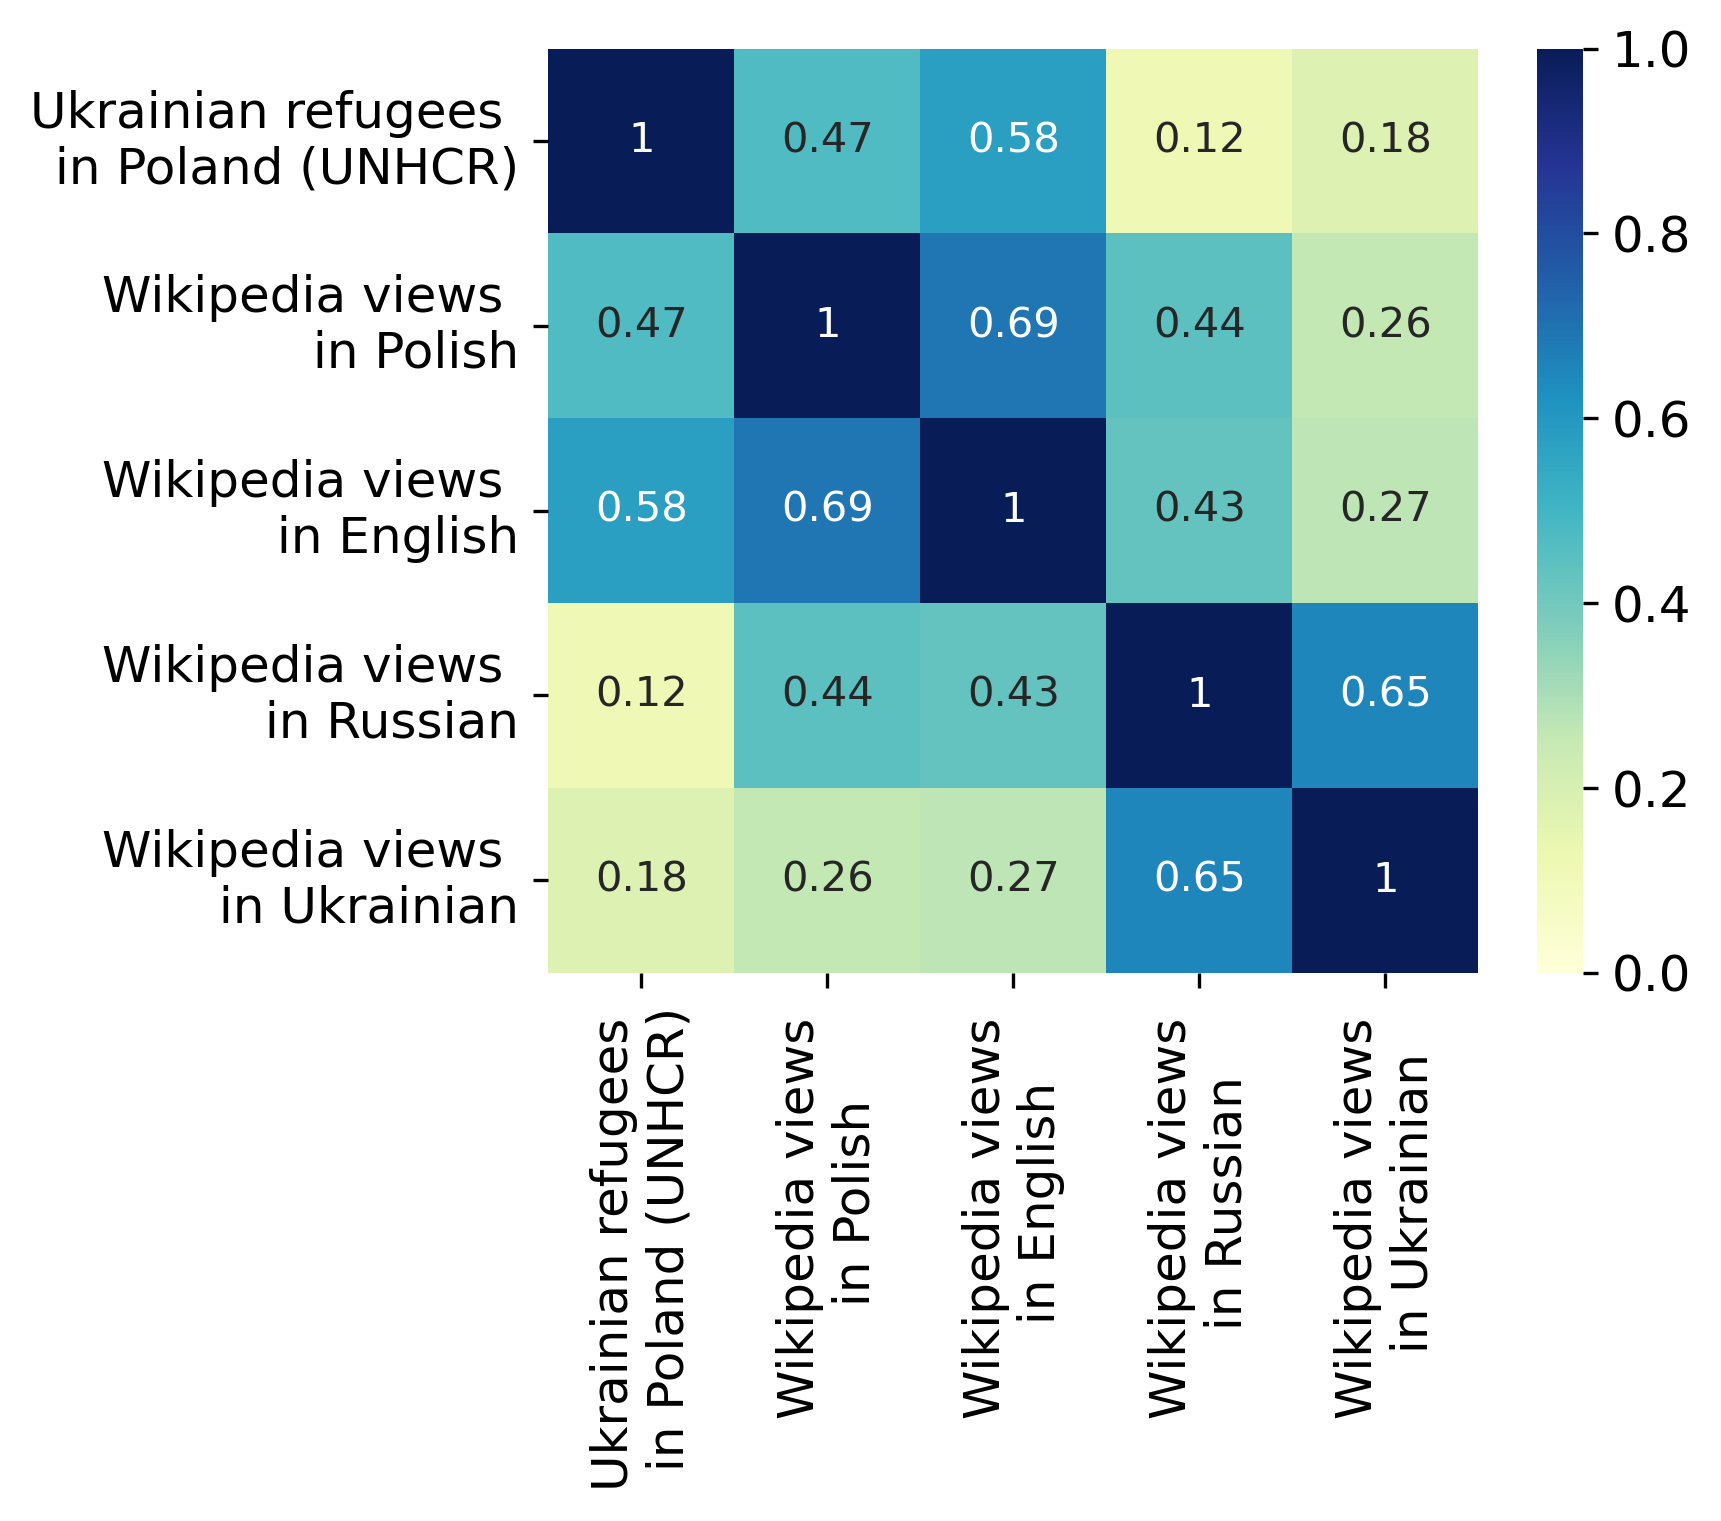 Ukrainian refugees
in Poland (UNHCR)
1 0.47 0.58 0.12 0.18
Wikipedia views
in Polish
0.47 1 0.69 0.44 0.26
Wikipedia views
in English
0.58 0.69 1 0.43 0.27
Wikipedia views
in Russian
0.12 0.44 0.43 1 0.65
Wikipedia views
in Ukrainian
0.18 0.26 0.27 0.65 1
Ukrainian refugees
in Poland (UNHCR)
Wikipedia views
in Polish
Wikipedia views
in English
Wikipedia views
in Russian
Wikipedia views
in Ukrainian
1.0
0.8
0.6
0.4
0.2
0.0